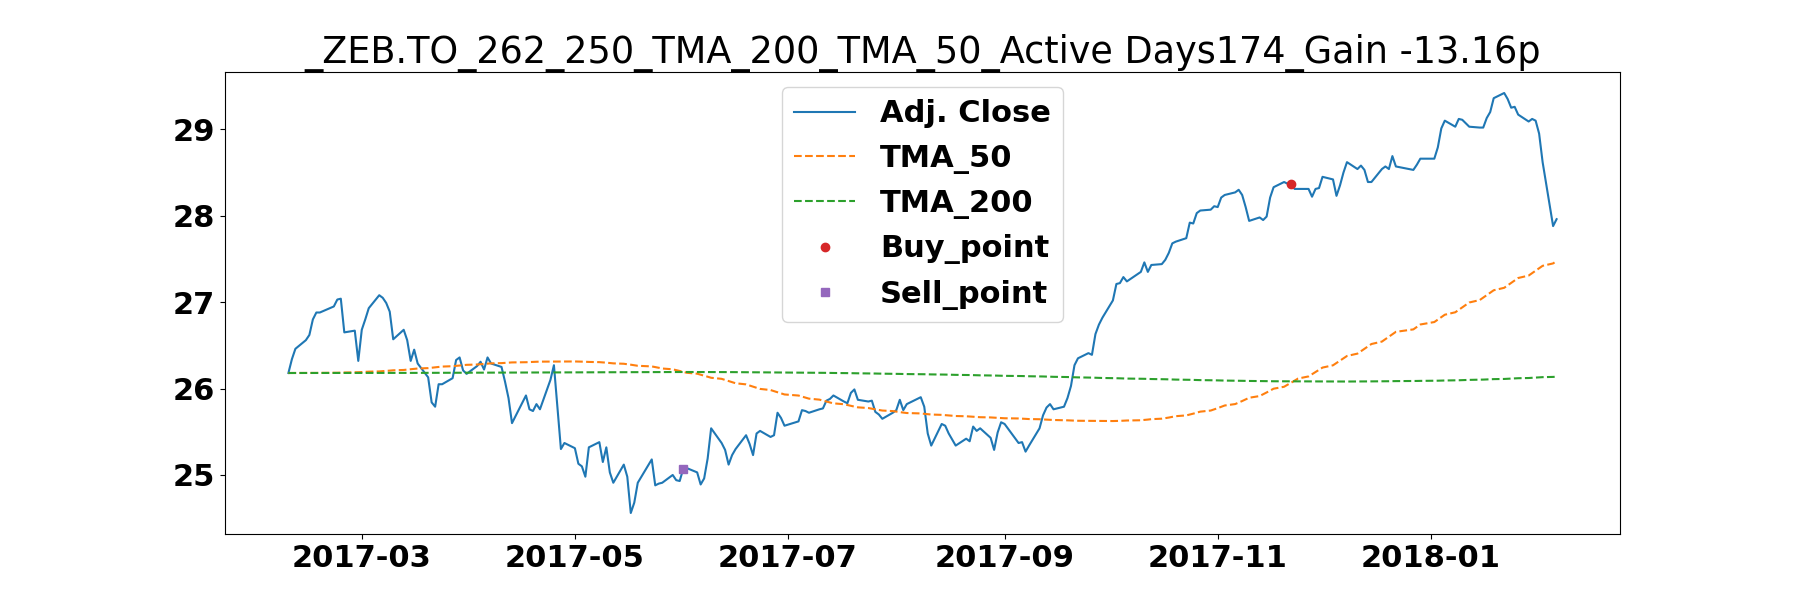 _ZEB.TO_262_250_TMA_200_TMA_50_Active Days174_Gain -13.16p
Adj. Close
TMA_50
TMA_200
Buy_point
Sell_point
29
28
27
26
25
2017-03 2017-05 2017-07 2017-09 2017-11 2018-01